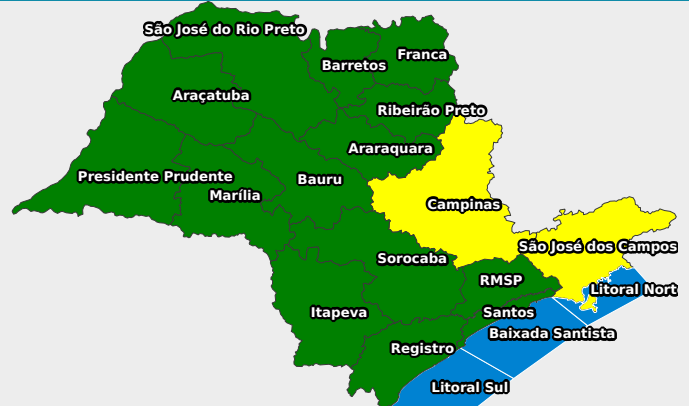 São José do Rio Preto
Franca
Barretos
Araçatuba
Ribeirão Preto
Araraquara
Presidente Prudente
Bauru
Marília
Campinas
São José dos Campos
Sorocaba
RMSP
Litoral Nort
Itapeva
Santos
Baixada Santista
Registro
Litoral Sul